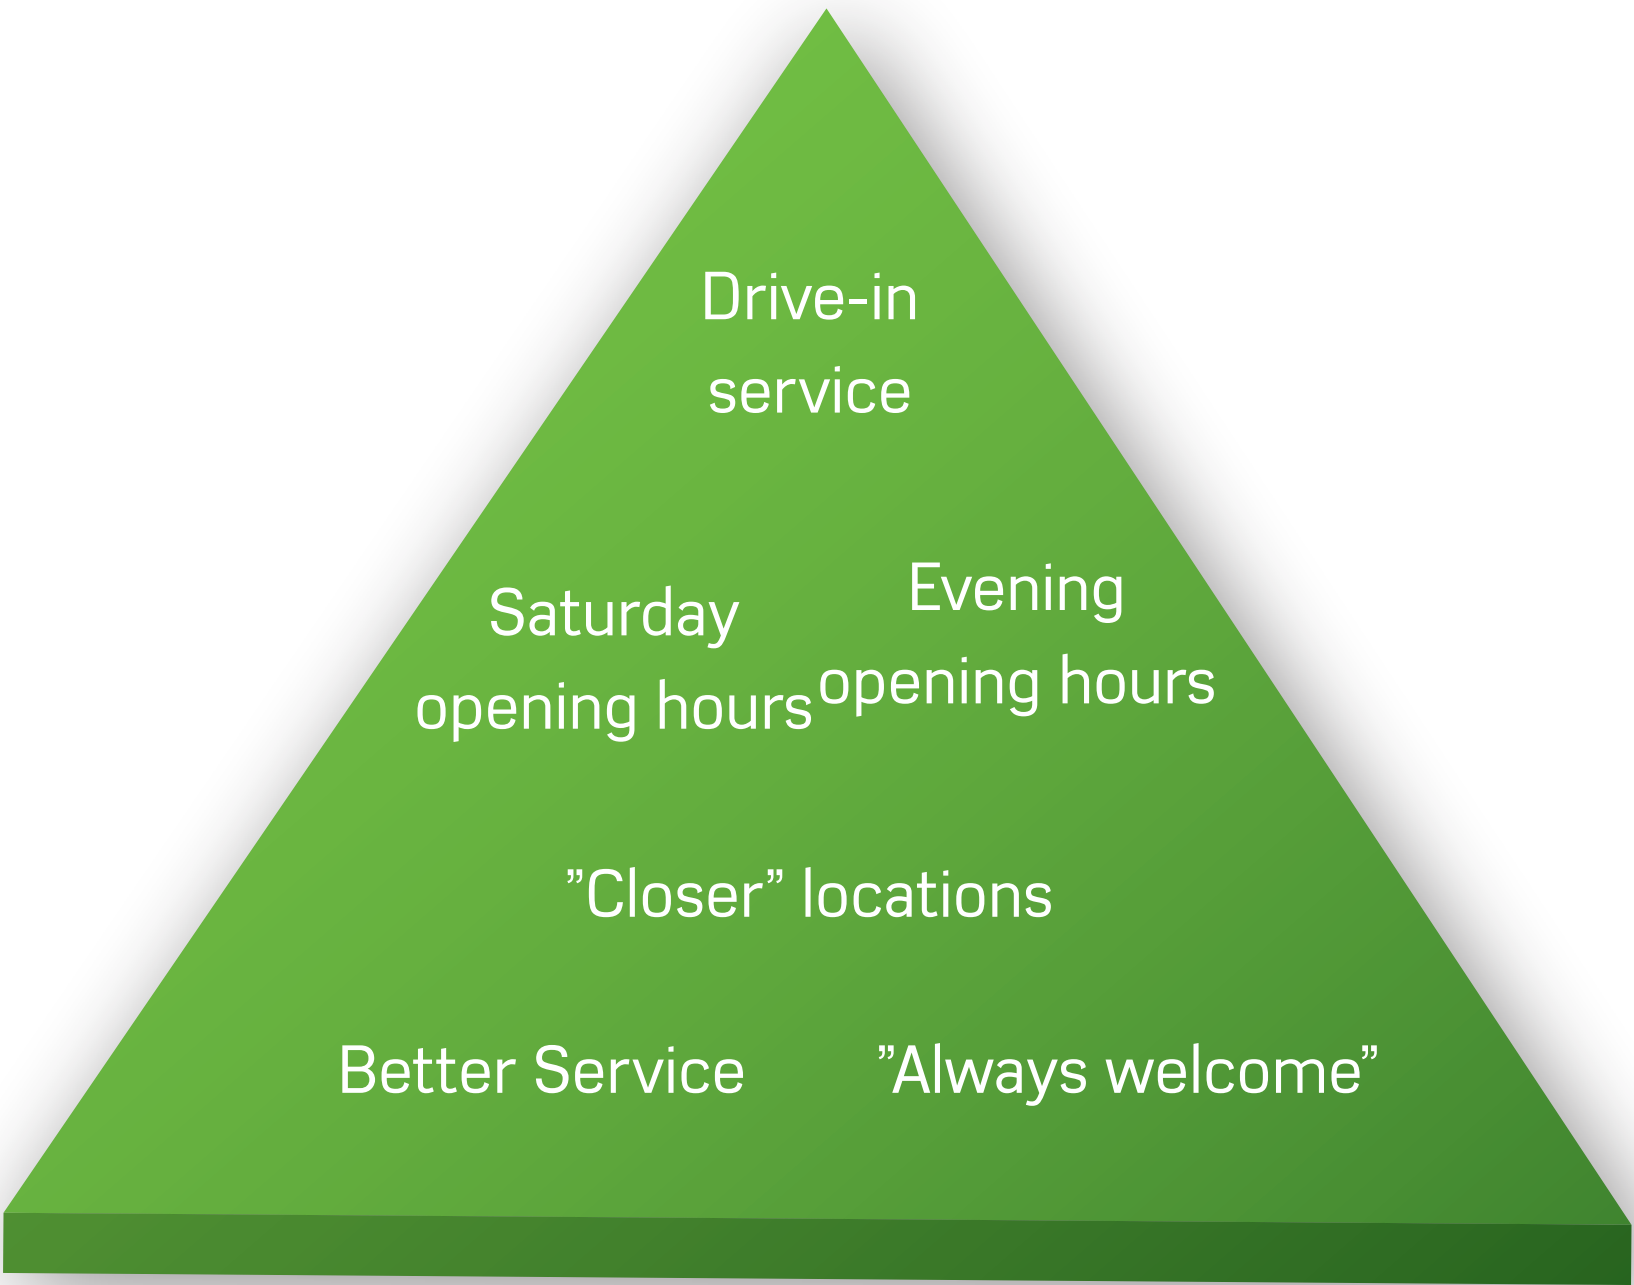 Drive-in
service
Saturday
opening hours
Evening
opening hours
”Closer” locations
Better Service
”Always welcome”